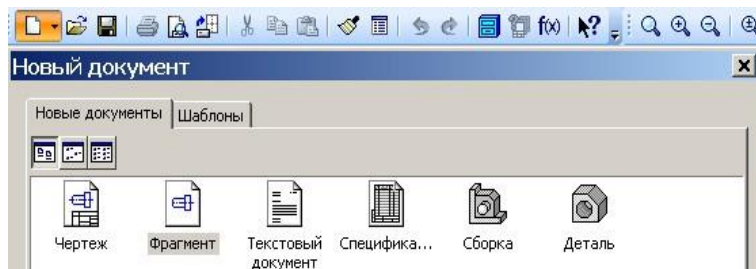 f(x)
Новый документ
Новые документы Шаблоны
Чертеж Фрагмент Текстовый документ Специфика... Сборка Деталь